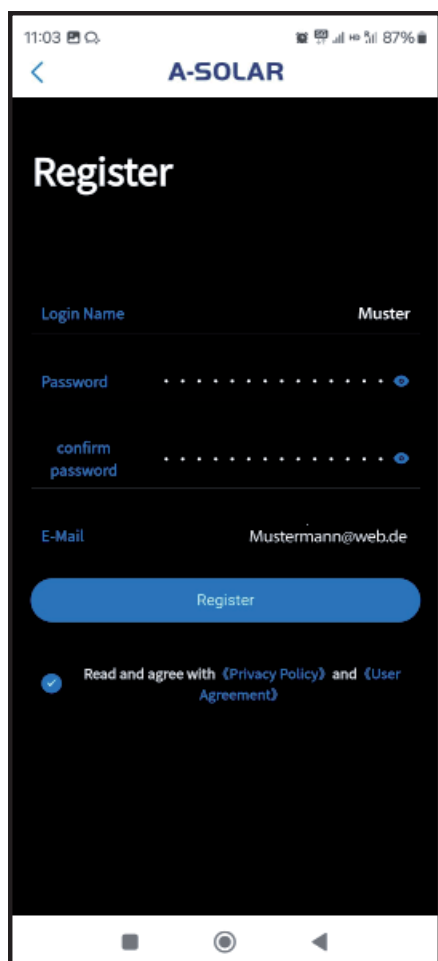 11:03 87%
A-SOLAR
Register
Login Name Muster
Password · · · · · · · · · · · · · ·
confirm
password · · · · · · · · · · · · · ·
E-Mail Mustermann@web.de
Register
Read and agree with 《Privacy Policy》 and 《User
Agreement》